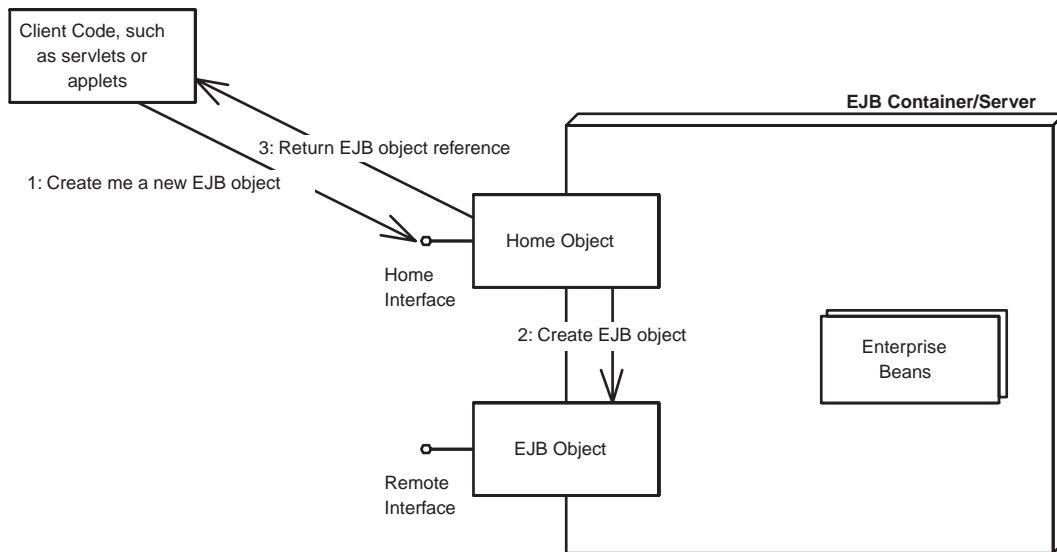 Client Code, such
as servlets or
applets
EJB Container/Server
3: Return EJB object reference
1: Create me a new EJB object
Home Object
Home
Interface
2: Create EJB object
Enterprise
Beans
EJB Object
Remote
Interface